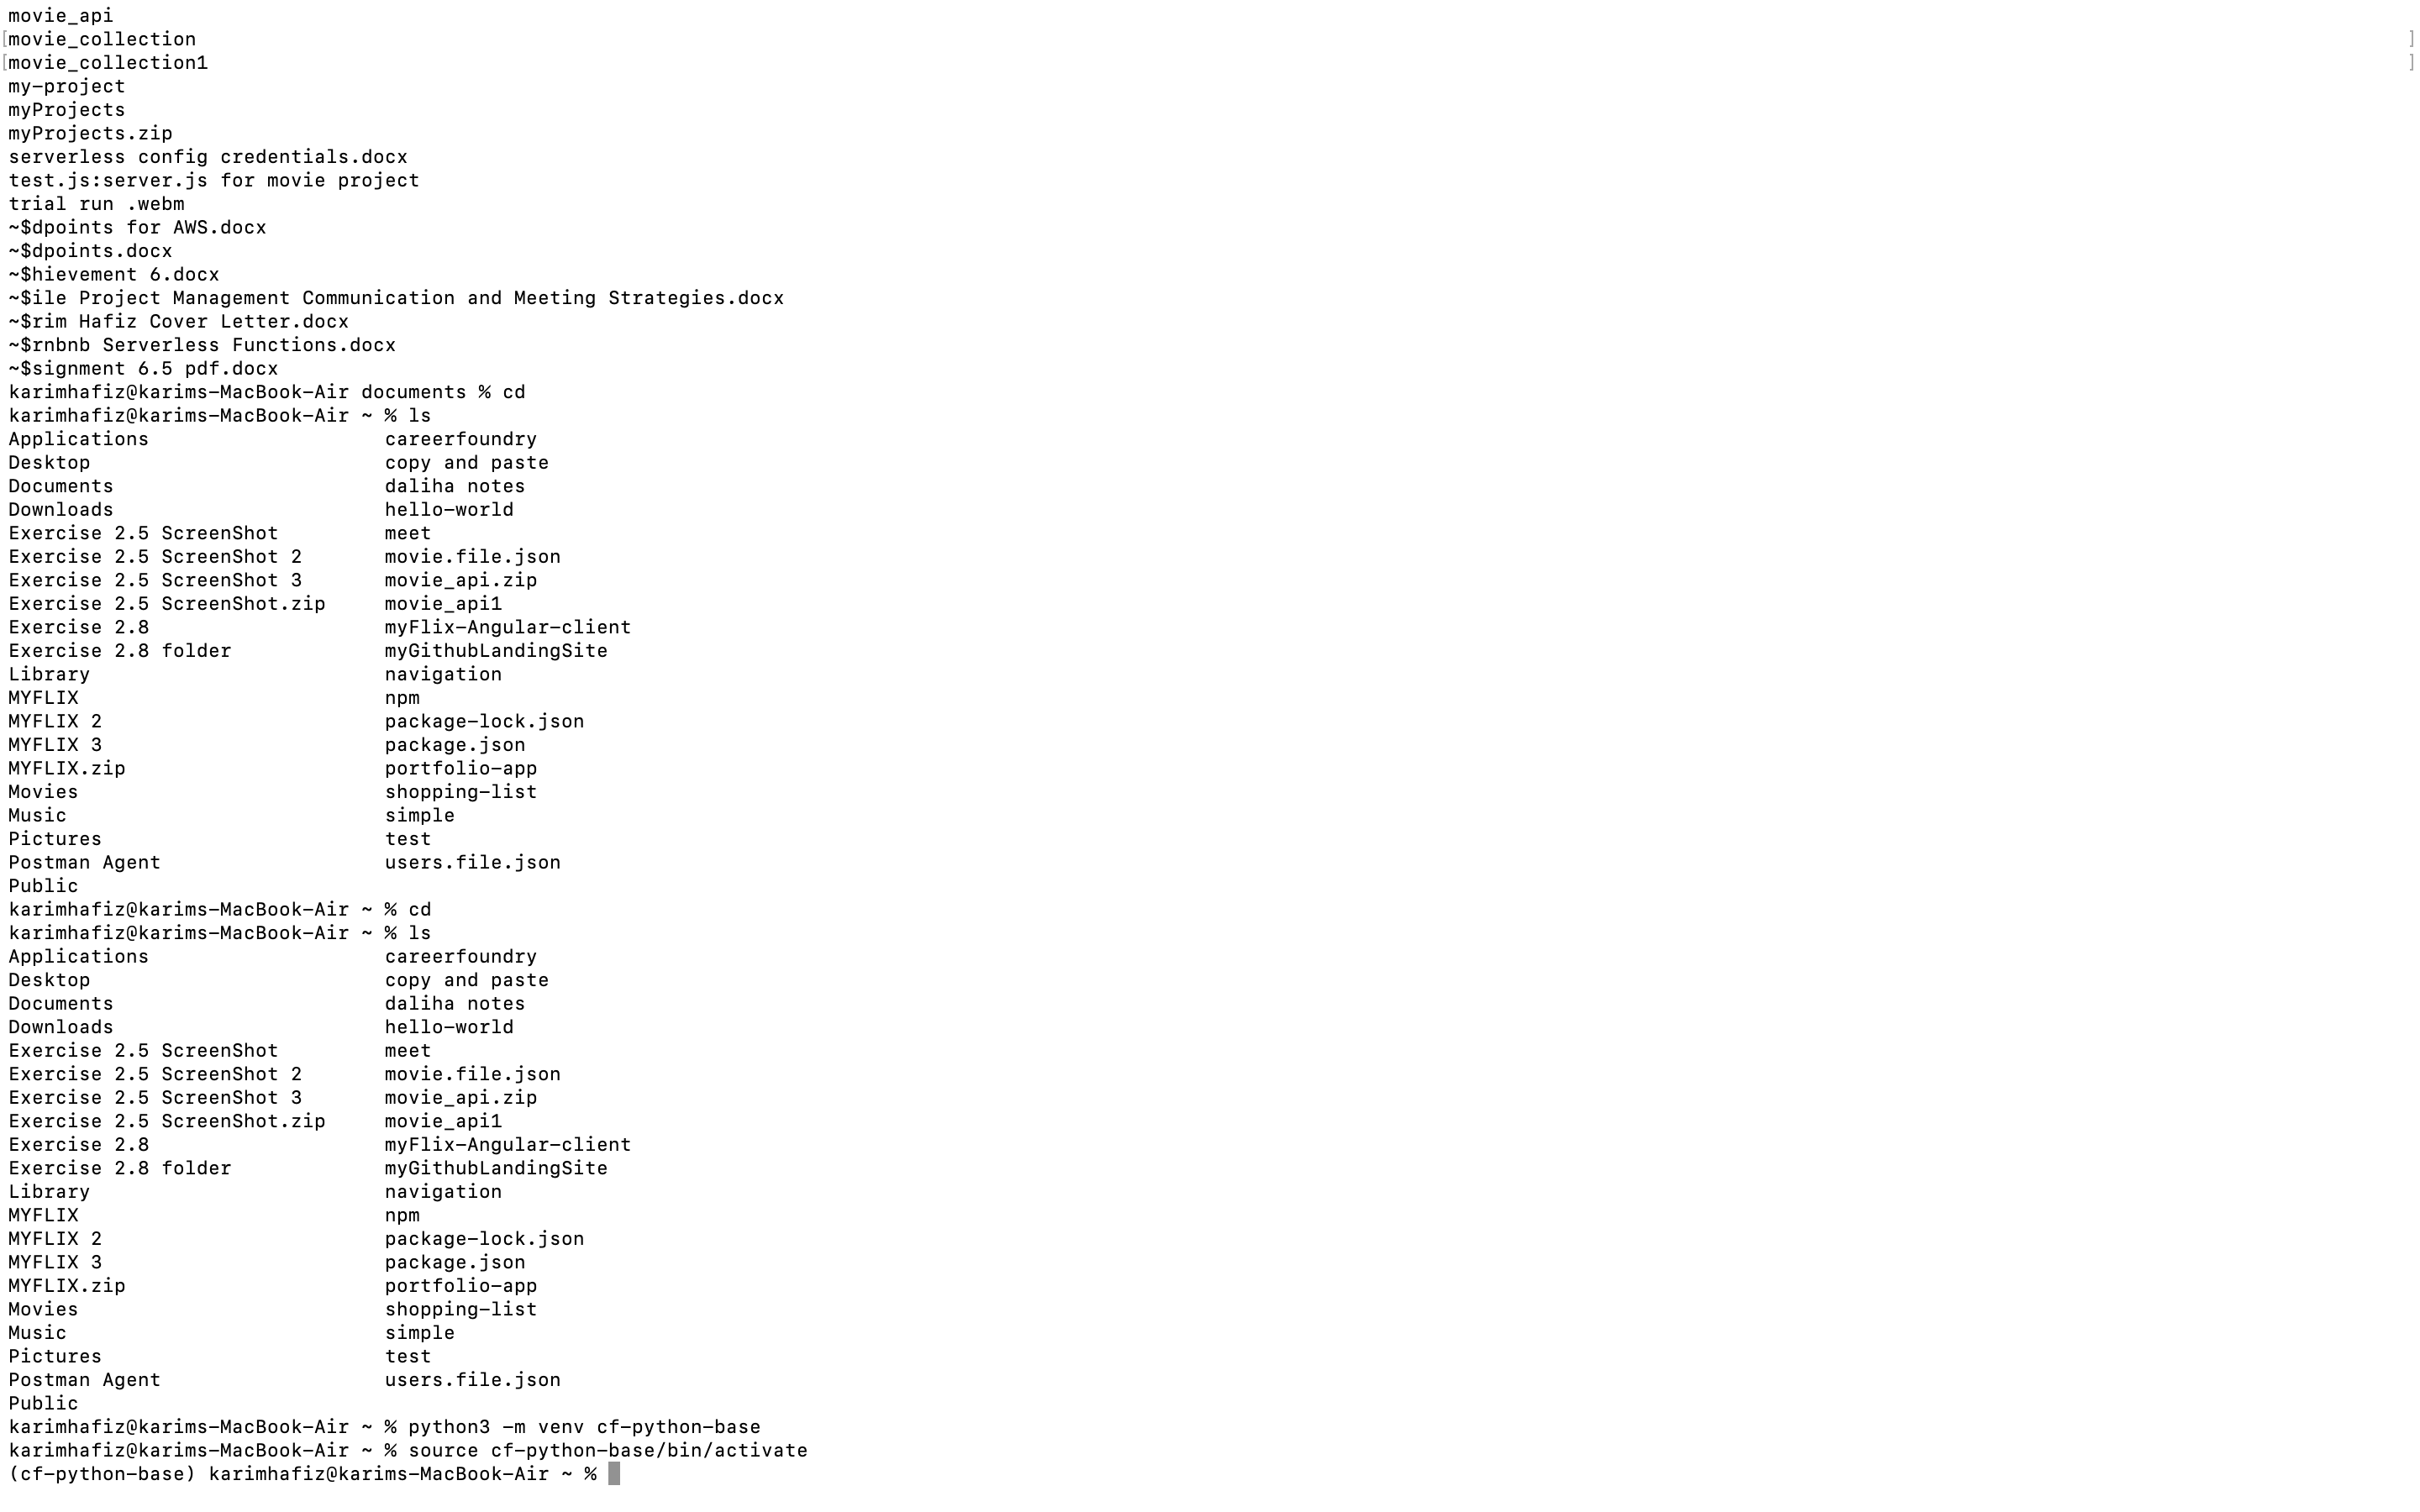 movie_api
[movie_collection ]
[movie_collection1 ]
my-project
myProjects
myProjects.zip
serverless config credentials.docx
test.js:server.js for movie project
trial run .webm
~$dpoints for AWS.docx
~$dpoints.docx
~$hievement 6.docx
~$ile Project Management Communication and Meeting Strategies.docx
~$rim Hafiz Cover Letter.docx
~$rnbnb Serverless Functions.docx
~$signment 6.5 pdf.docx
karimhafiz@karims-MacBook-Air documents % cd
karimhafiz@karims-MacBook-Air ~ % ls
Applications careerfoundry
Desktop copy and paste
Documents daliha notes
Downloads hello-world
Exercise 2.5 ScreenShot meet
Exercise 2.5 ScreenShot 2 movie.file.json
Exercise 2.5 ScreenShot 3 movie_api.zip
Exercise 2.5 ScreenShot.zip movie_api1
Exercise 2.8 myFlix-Angular-client
Exercise 2.8 folder myGithubLandingSite
Library navigation
MYFLIX npm
MYFLIX 2 package-lock.json
MYFLIX 3 package.json
MYFLIX.zip portfolio-app
Movies shopping-list
Music simple
Pictures test
Postman Agent users.file.json
Public
karimhafiz@karims-MacBook-Air ~ % cd
karimhafiz@karims-MacBook-Air ~ % ls
Applications careerfoundry
Desktop copy and paste
Documents daliha notes
Downloads hello-world
Exercise 2.5 ScreenShot meet
Exercise 2.5 ScreenShot 2 movie.file.json
Exercise 2.5 ScreenShot 3 movie_api.zip
Exercise 2.5 ScreenShot.zip movie_api1
Exercise 2.8 myFlix-Angular-client
Exercise 2.8 folder myGithubLandingSite
Library navigation
MYFLIX npm
MYFLIX 2 package-lock.json
MYFLIX 3 package.json
MYFLIX.zip portfolio-app
Movies shopping-list
Music simple
Pictures test
Postman Agent users.file.json
Public
karimhafiz@karims-MacBook-Air ~ % python3 -m venv cf-python-base
karimhafiz@karims-MacBook-Air ~ % source cf-python-base/bin/activate
(cf-python-base) karimhafiz@karims-MacBook-Air ~ %